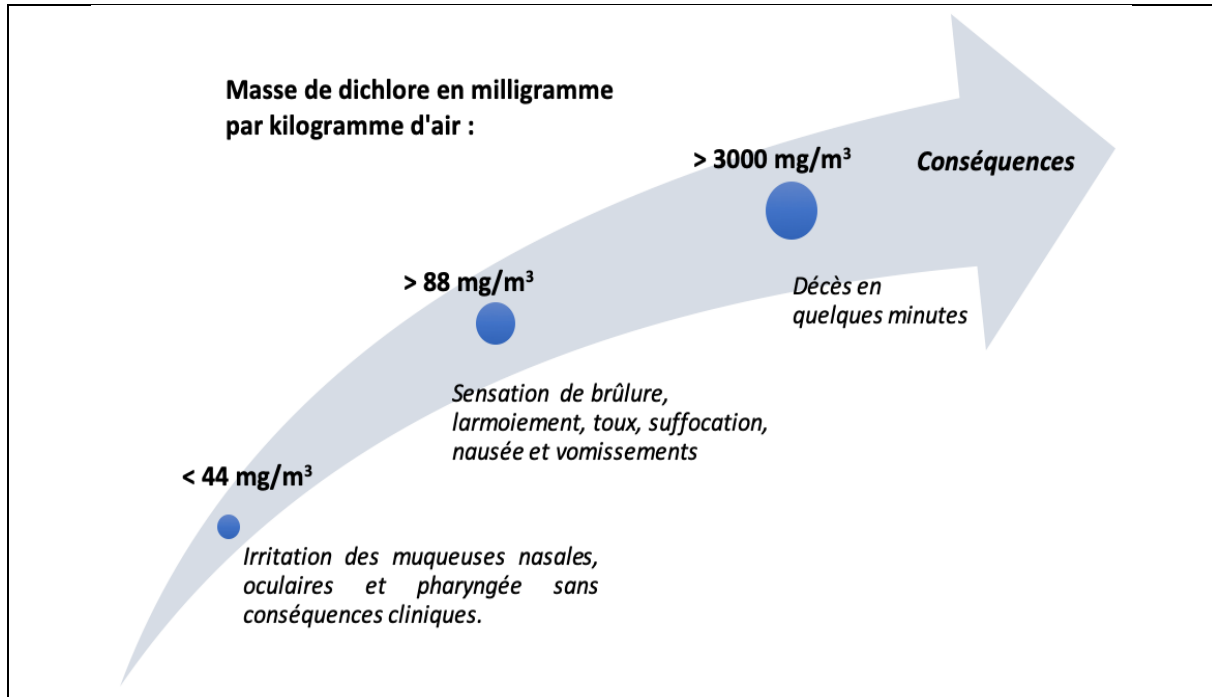 Masse de dichlore en milligramme
par kilogramme d'air :
> 3000 mg/m³
Conséquences
> 88 mg/m³
Décès en
quelques minutes
Sensation de brûlure,
larmoiement, toux, suffocation,
nausée et vomissements
< 44 mg/m³
Irritation des muqueuses nasales,
oculaires et pharyngée sans
conséquences cliniques.